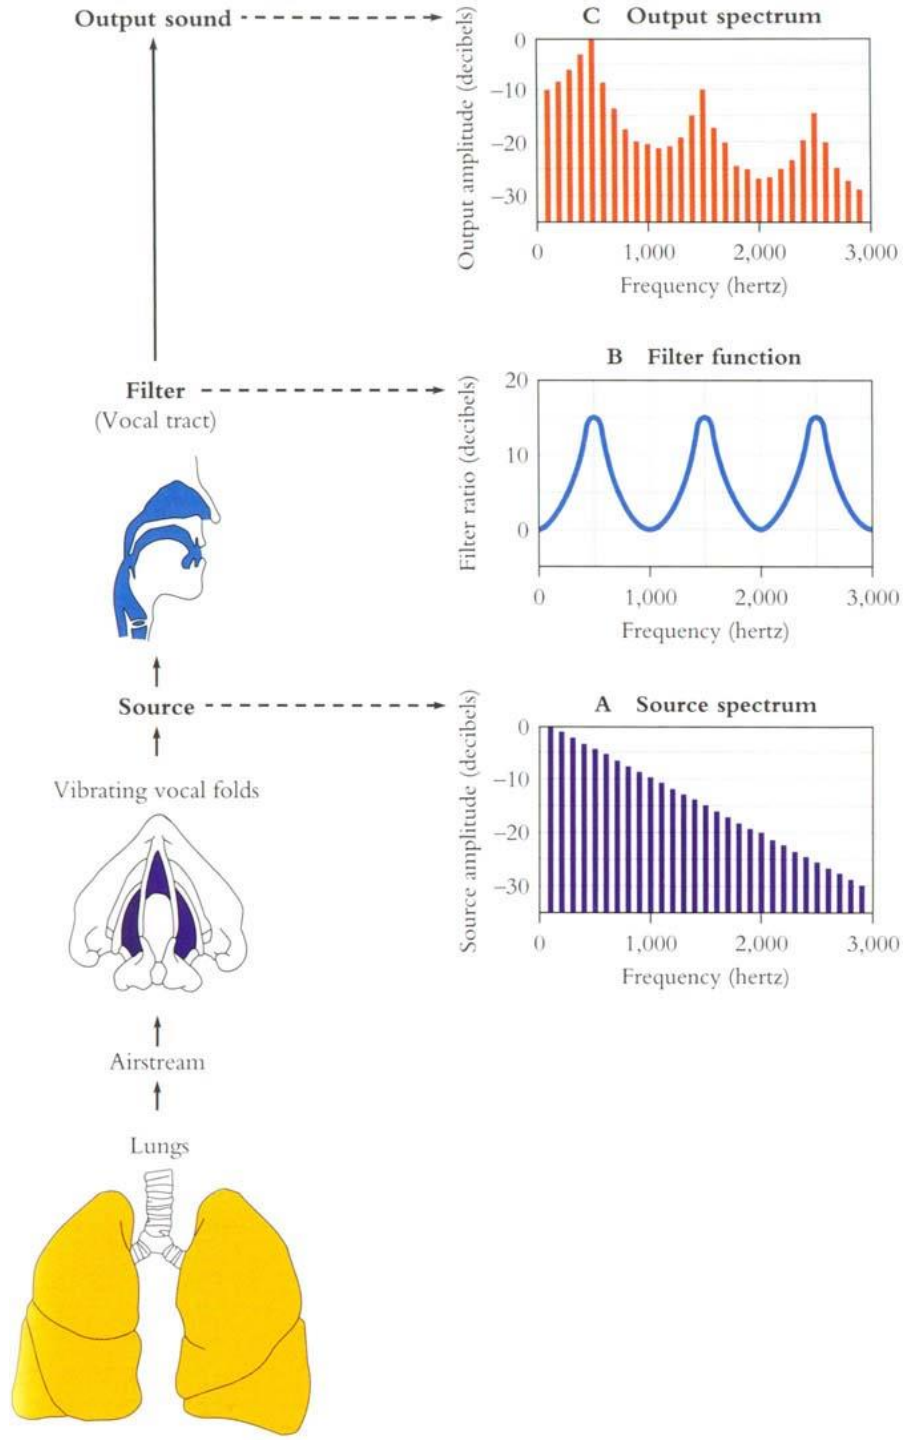 Output sound
C Output spectrum
Output amplitude (decibels)
0
−10
−20
−30
0 1,000 2,000 3,000
Frequency (hertz)
Filter
(Vocal tract)
B Filter function
Filter ratio (decibels)
20
10
0
0 1,000 2,000 3,000
Frequency (hertz)
Source
A Source spectrum
Source amplitude (decibels)
0
−10
−20
−30
0 1,000 2,000 3,000
Frequency (hertz)
Vibrating vocal folds
Airstream
Lungs